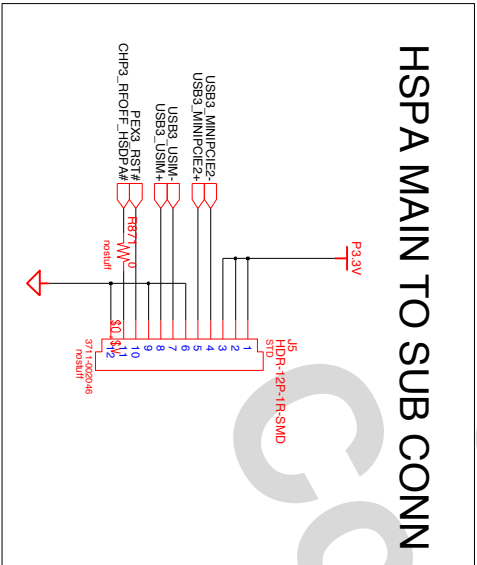 HSPA MAIN TO SUB CONN
P3.3V
USB3_MINIPCIE2-
USB3_MINIPCIE2+
USB3_USIM-
USB3_USIM+
PEX3_RST#
CHP3_RFOFF_HSDPA#
R871
0
nostuff
J5
HDR-12P-1R-SMD
STD
1
2
3
4
5
6
7
8
9
10
11
12
3711-002046
nostuff